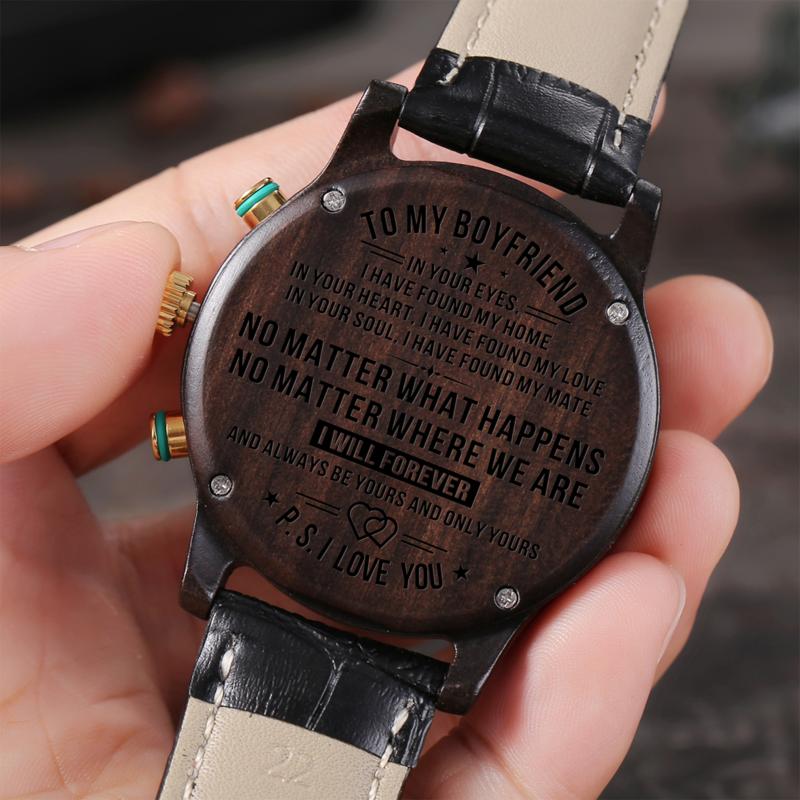 TO MY BOYFRIEND
IN YOUR EYES,
I HAVE FOUND MY HOME
IN YOUR HEART, I HAVE FOUND MY LOVE
IN YOUR SOUL, I HAVE FOUND MY MATE
NO MATTER WHAT HAPPENS
NO MATTER WHERE WE ARE
I WILL FOREVER
AND ALWAYS BE YOURS AND ONLY YOURS
P.S. I LOVE YOU
22